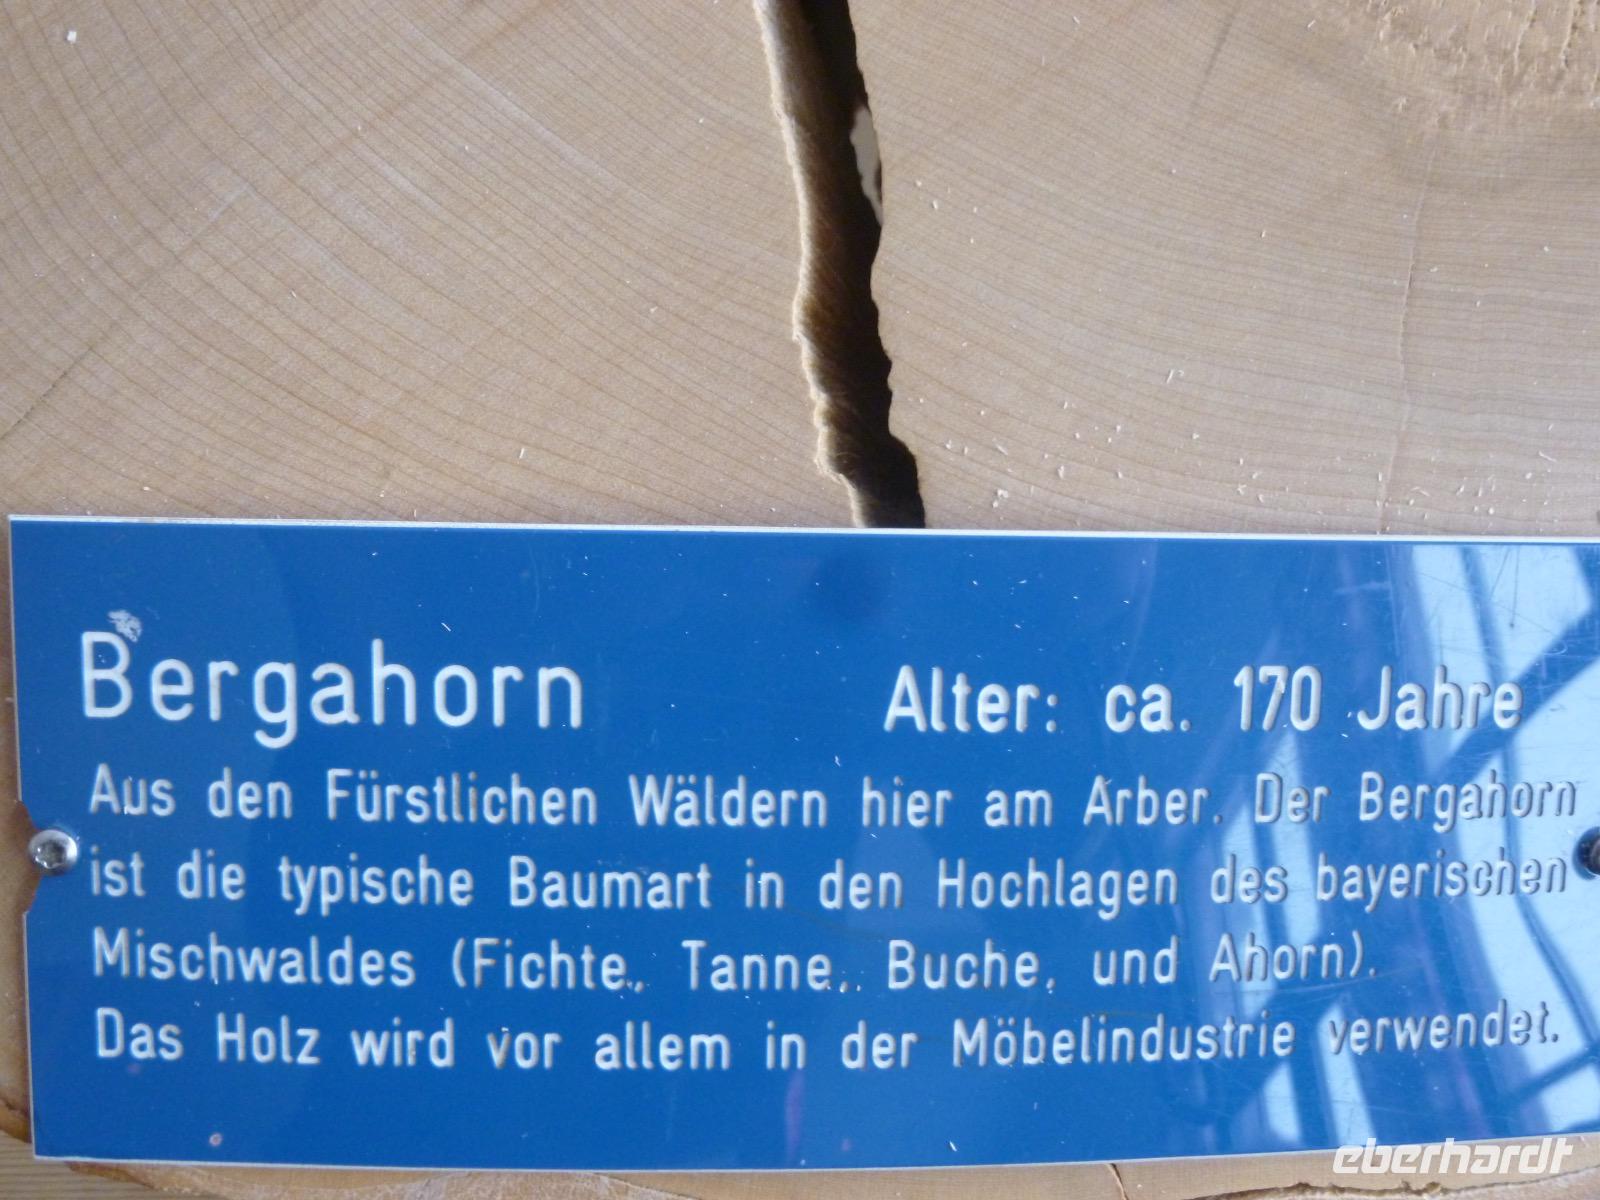 Bergahorn Alter: ca. 170 Jahre
Aus den Fürstlichen Wäldern hier am Arber. Der Bergahorn
ist die typische Baumart in den Hochlagen des bayerischen
Mischwaldes (Fichte, Tanne, Buche, und Ahorn).
Das Holz wird vor allem in der Möbelindustrie verwendet.
eberhardt